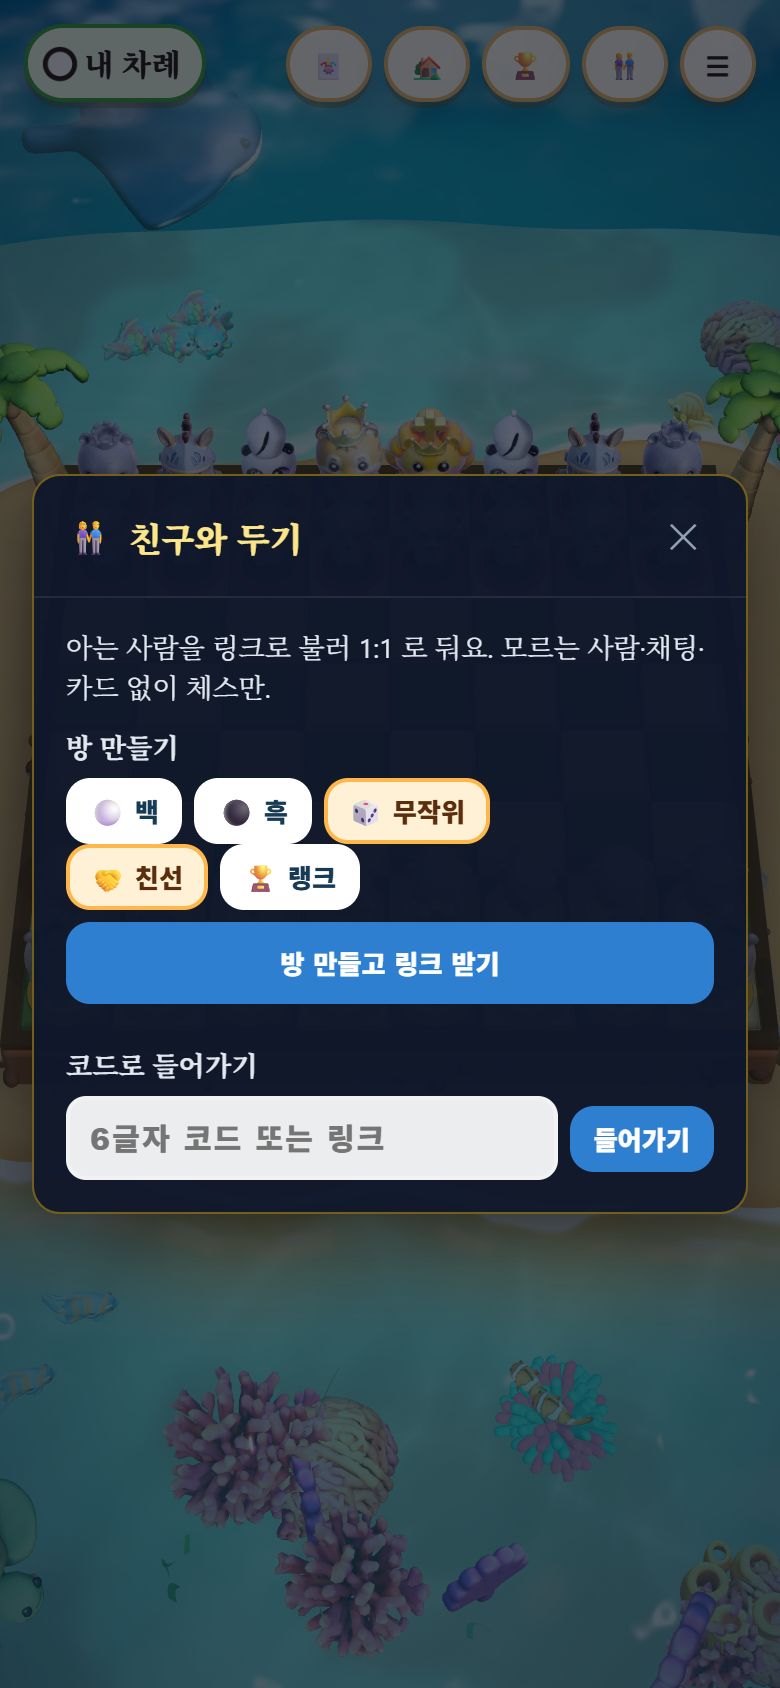 내 차례
친구와 두기
아는 사람을 링크로 불러 1:1 로 둬요. 모르는 사람·채팅·
카드 없이 체스만.
방 만들기
백 흑 무작위
친선 랭크
방 만들고 링크 받기
코드로 들어가기
6글자 코드 또는 링크 들어가기